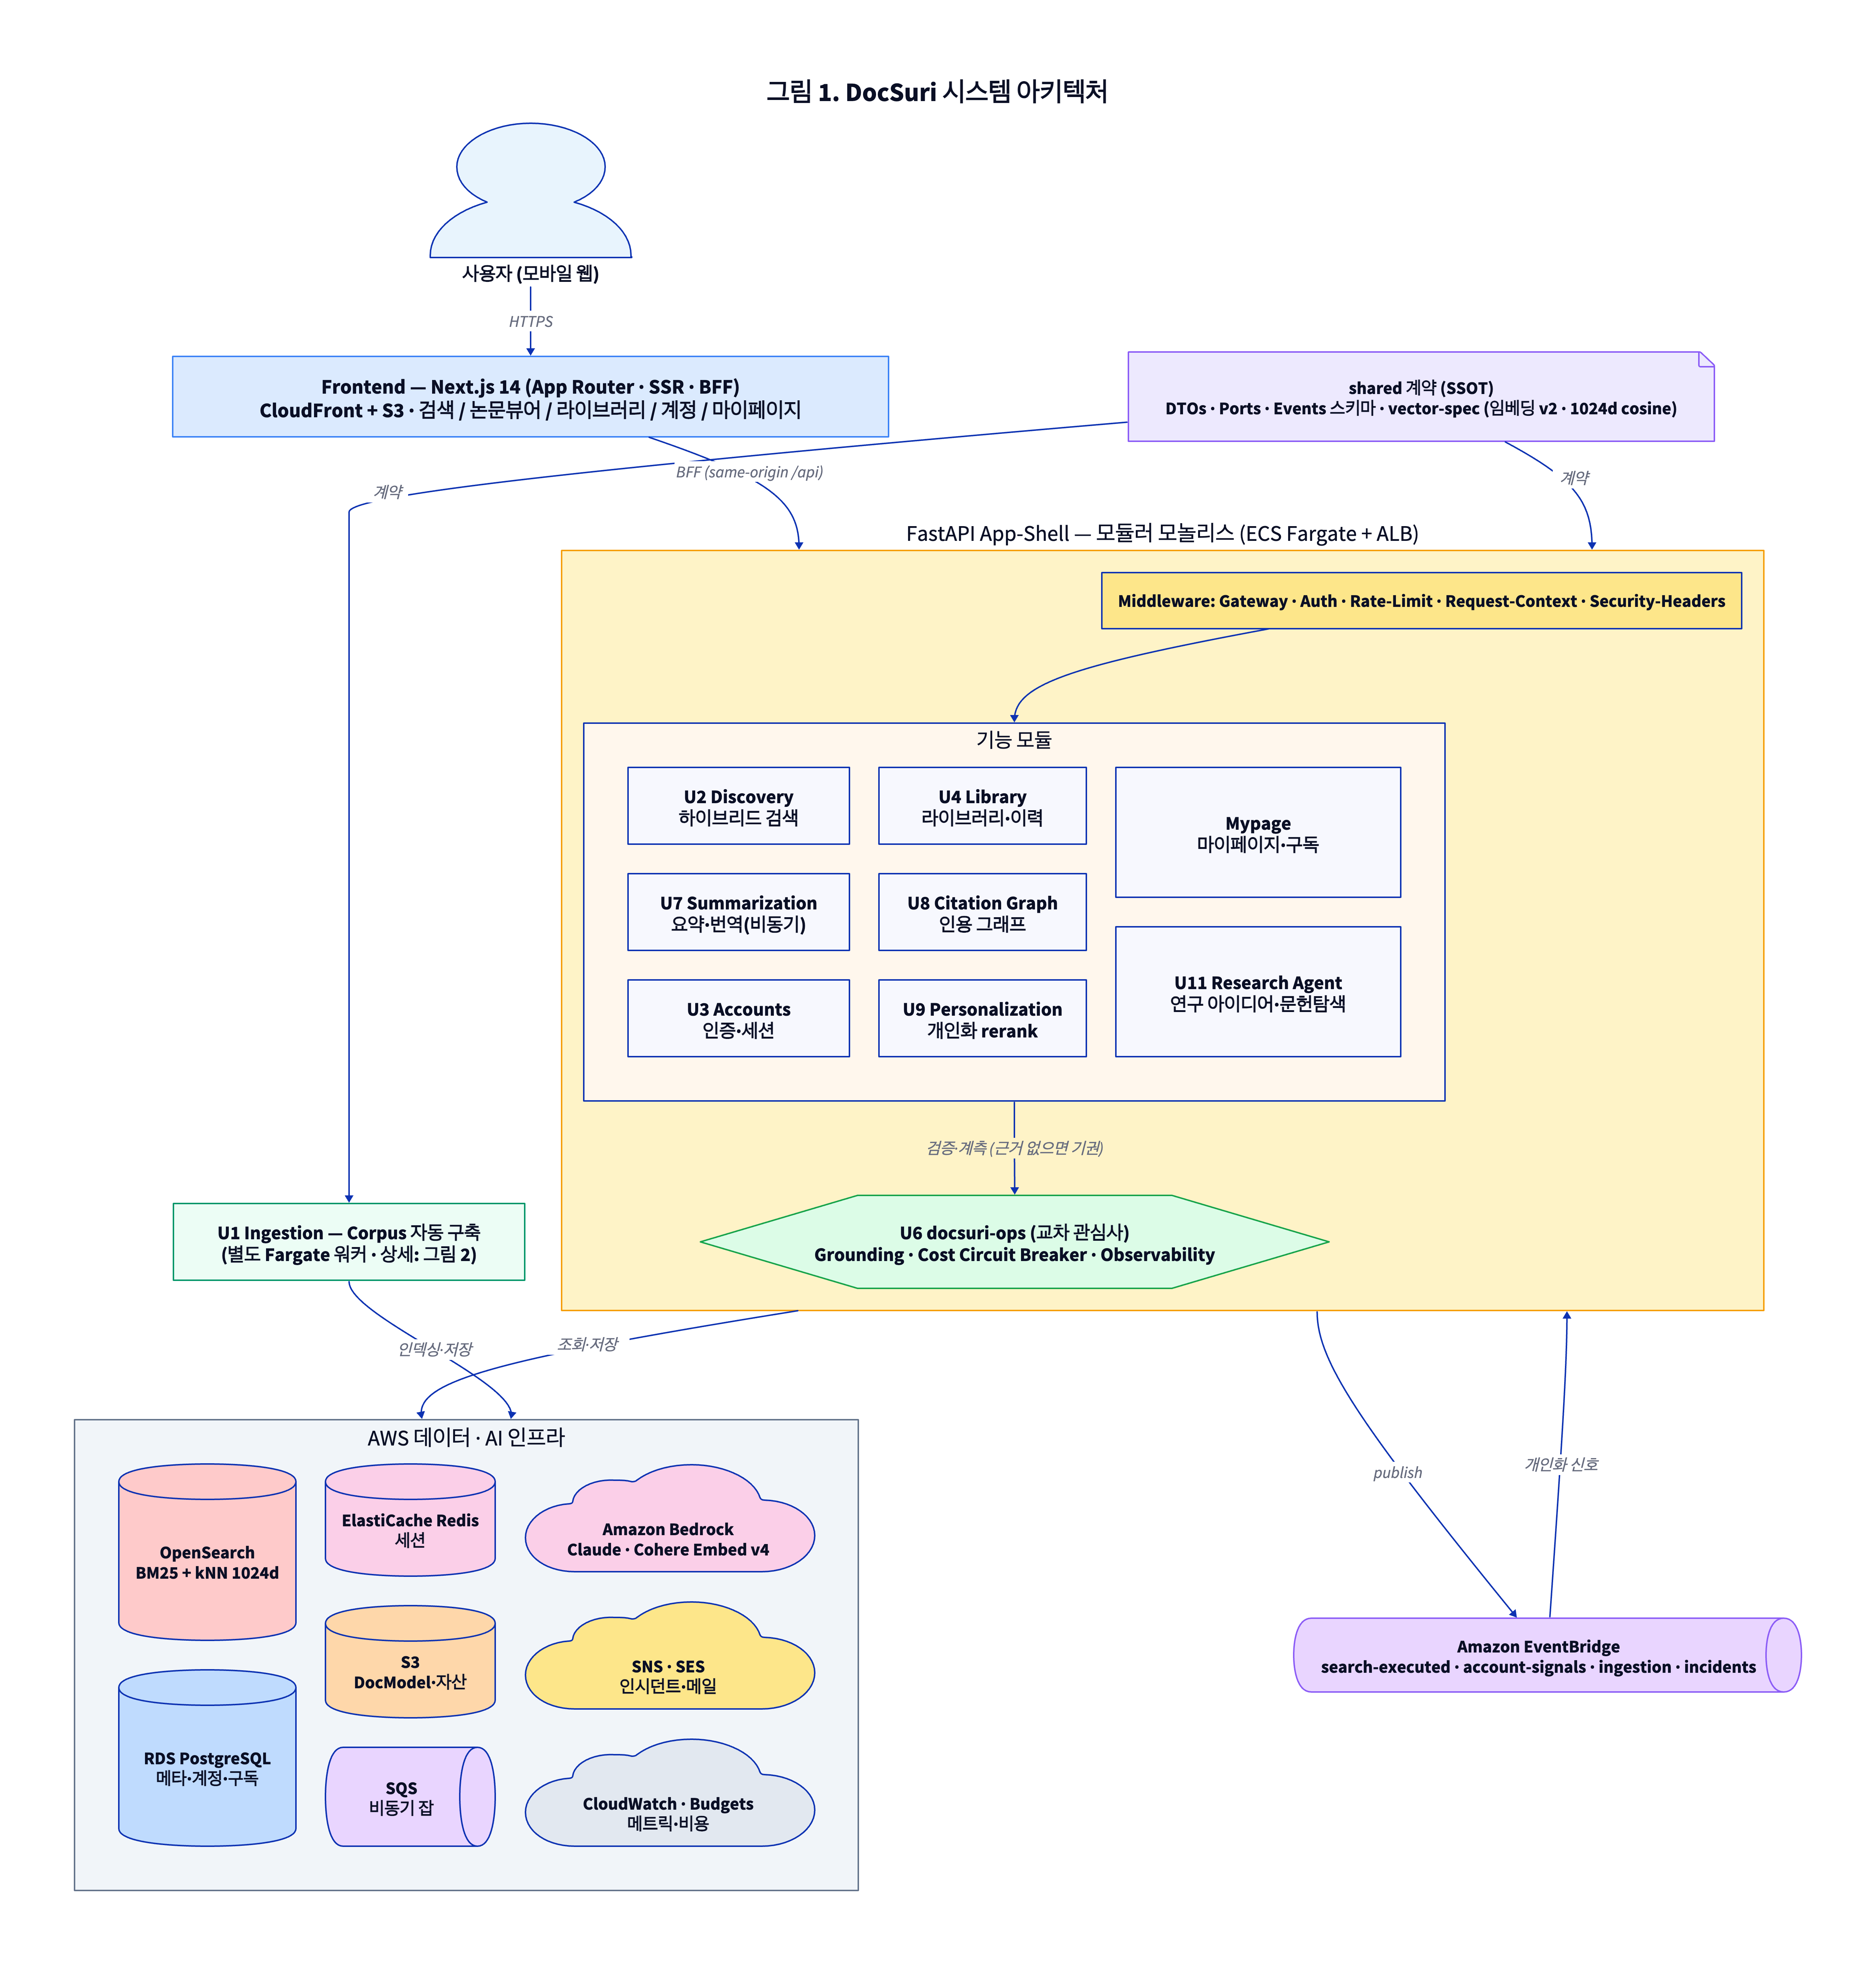 그림 1. DocSuri 시스템 아키텍처
사용자 (모바일 웹)
HTTPS
Frontend — Next.js 14 (App Router · SSR · BFF)
CloudFront + S3 · 검색 / 논문뷰어 / 라이브러리 / 계정 / 마이페이지
shared 계약 (SSOT)
DTOs · Ports · Events 스키마 · vector-spec (임베딩 v2 · 1024d cosine)
BFF (same-origin /api)
계약
계약
FastAPI App-Shell — 모듈러 모놀리스 (ECS Fargate + ALB)
Middleware: Gateway · Auth · Rate-Limit · Request-Context · Security-Headers
기능 모듈
U2 Discovery
하이브리드 검색
U4 Library
라이브러리·이력
Mypage
마이페이지·구독
U7 Summarization
요약·번역(비동기)
U8 Citation Graph
인용 그래프
U11 Research Agent
연구 아이디어·문헌탐색
U3 Accounts
인증·세션
U9 Personalization
개인화 rerank
검증·계측 (근거 없으면 기권)
U1 Ingestion — Corpus 자동 구축
(별도 Fargate 워커 · 상세: 그림 2)
U6 docsuri-ops (교차 관심사)
Grounding · Cost Circuit Breaker · Observability
인덱싱·저장
조회·저장
publish
개인화 신호
AWS 데이터 · AI 인프라
OpenSearch
BM25 + kNN 1024d
ElastiCache Redis
세션
Amazon Bedrock
Claude · Cohere Embed v4
S3
DocModel·자산
SNS · SES
인시던트·메일
RDS PostgreSQL
메타·계정·구독
SQS
비동기 잡
CloudWatch · Budgets
메트릭·비용
Amazon EventBridge
search-executed · account-signals · ingestion · incidents